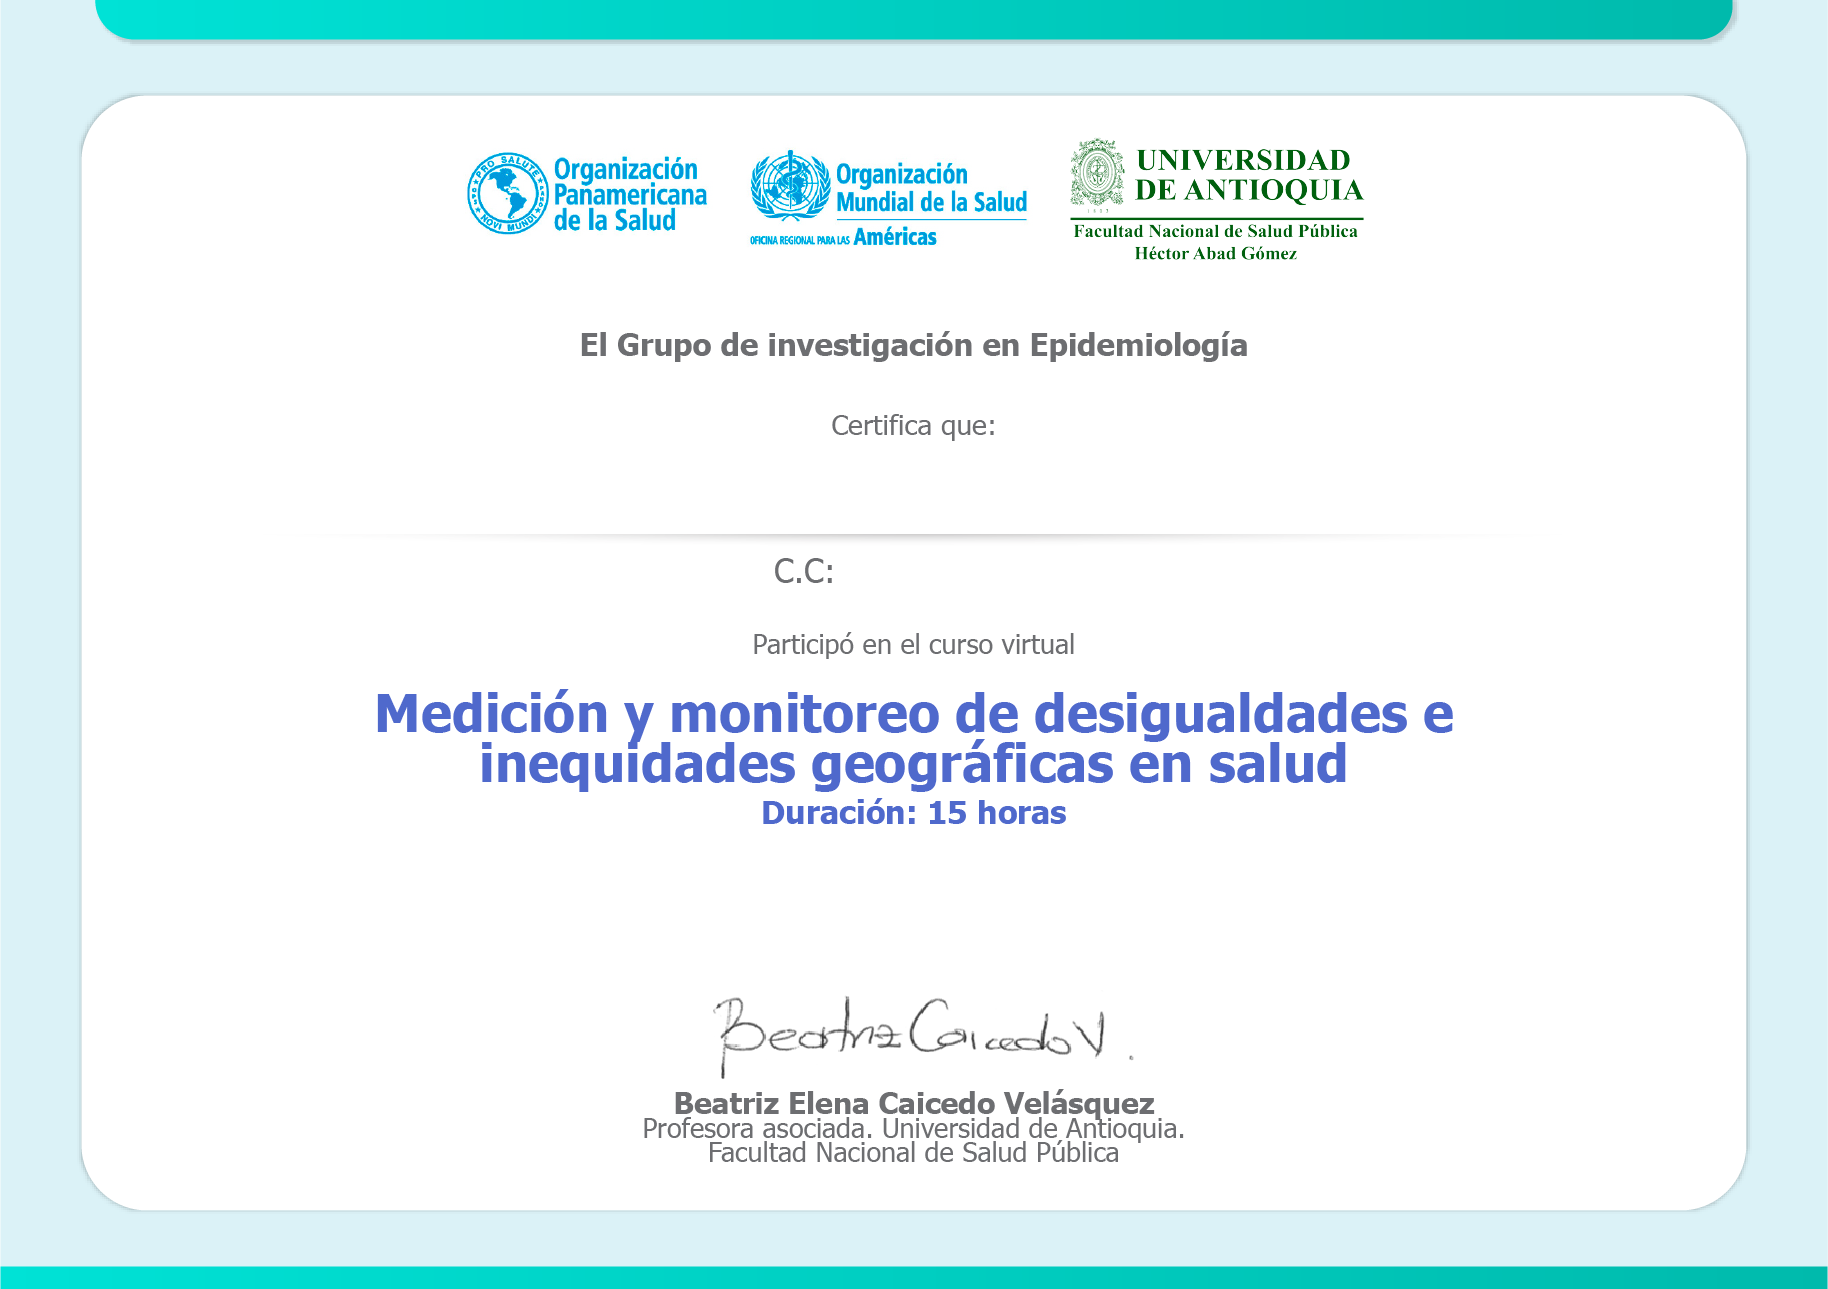 PRO SALUTE
NOVI MUNDI
Organización
Panamericana
de la Salud
Organización
Mundial de la Salud
OFICINA REGIONAL PARA LAS Américas
1803
UNIVERSIDAD
DE ANTIOQUIA
Facultad Nacional de Salud Pública
Héctor Abad Gómez
El Grupo de investigación en Epidemiología
Certifica que:
C.C:
Participó en el curso virtual
Medición y monitoreo de desigualdades e
inequidades geográficas en salud
Duración: 15 horas
Beatriz Caicedo V.
Beatriz Elena Caicedo Velásquez
Profesora asociada. Universidad de Antioquia.
Facultad Nacional de Salud Pública